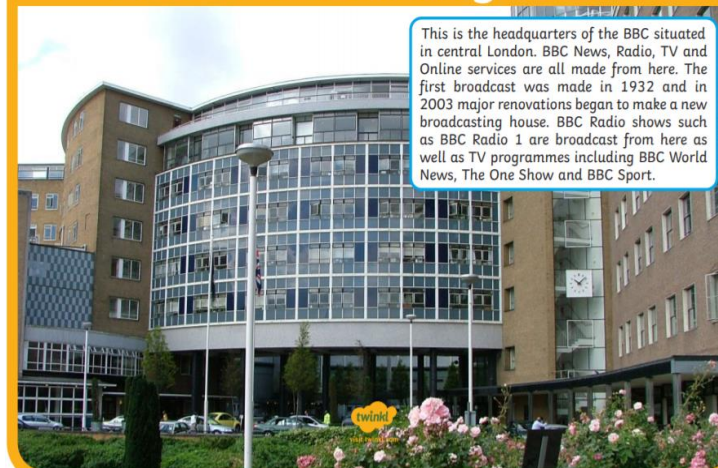 This is the headquarters of the BBC situated
in central London. BBC News, Radio, TV and
Online services are all made from here. The
first broadcast was made in 1932 and in
2003 major renovations began to make a new
broadcasting house. BBC Radio shows such
as BBC Radio 1 are broadcast from here as
well as TV programmes including BBC World
News, The One Show and BBC Sport.
twinkl
visit twinkl.com